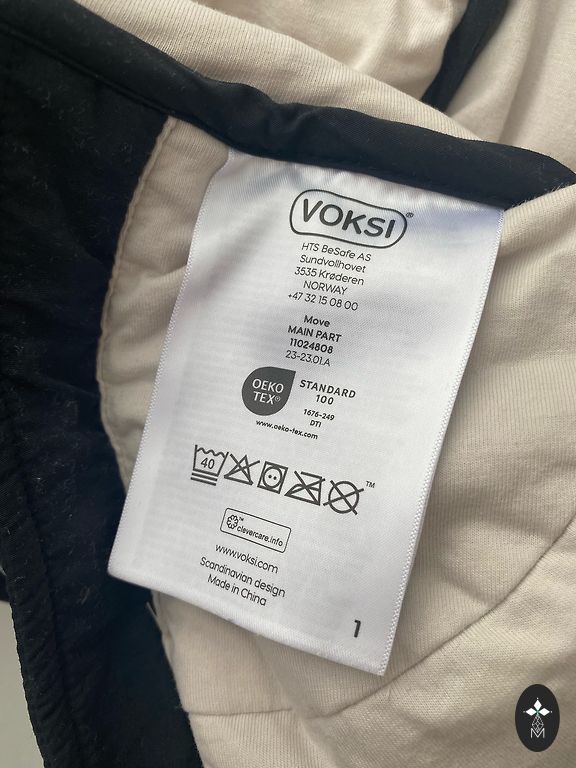 VOKSI®
HTS BeSafe AS
Sundvollhovet
3535 Krøderen
NORWAY
+47 32 15 08 00
Move
MAIN PART
11024808
23-23.01.A
OEKO
TEX®
STANDARD
100
1676-249
DTI
www.oeko-tex.com
40
TM
clevercare.info
www.voksi.com
Scandinavian design
Made in China
1
M